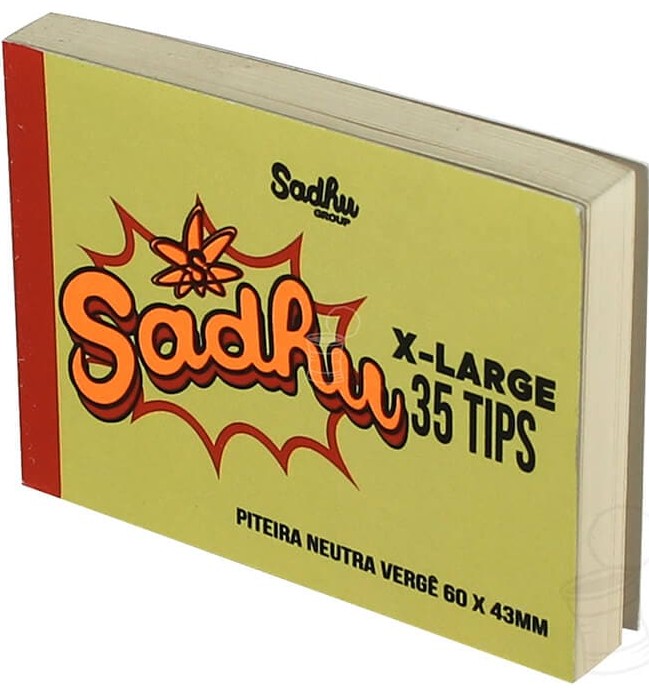 Sadhu
GROUP
S
Sadhu
X-LARGE
35 TIPS
PITEIRA NEUTRA VERGÊ 60 X 43MM